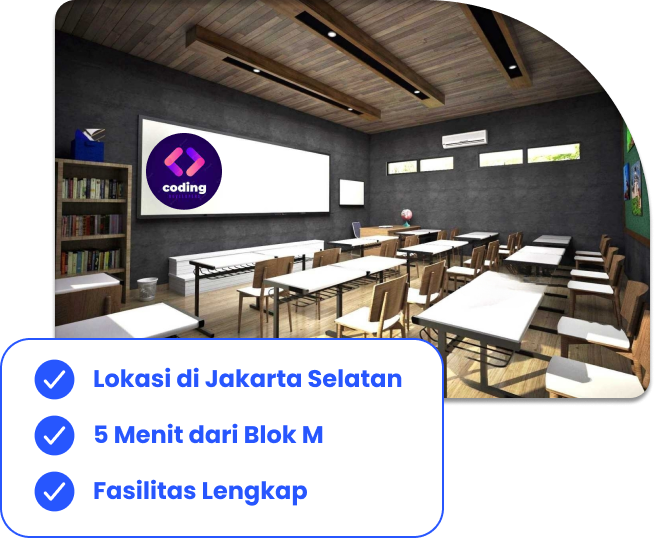 coding
Lokasi di Jakarta Selatan
5 Menit dari Blok M
Fasilitas Lengkap